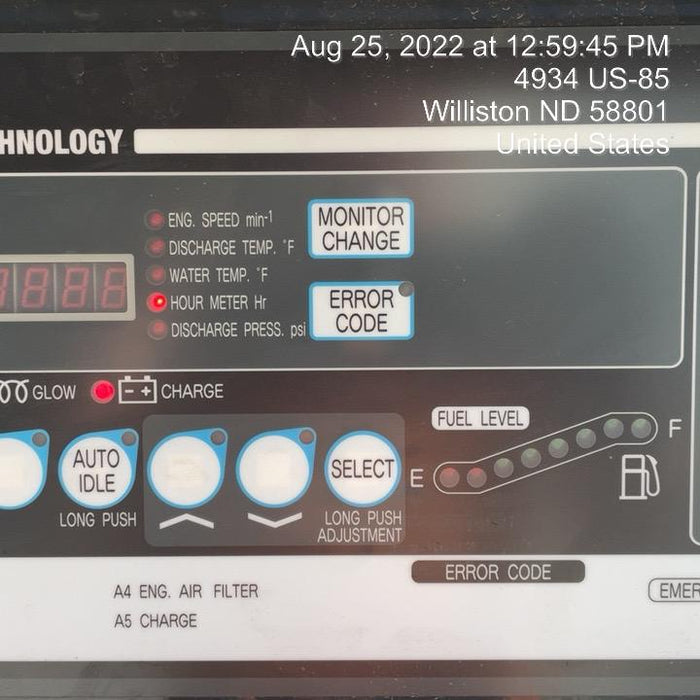 Aug 25, 2022 at 12:59:45 PM
4934 US-85
Williston ND 58801
United States
HNOLOGY
ENG. SPEED min-1
DISCHARGE TEMP. °F
WATER TEMP. °F
HOUR METER Hr
DISCHARGE PRESS. psi
MONITOR
CHANGE
ERROR
CODE
GLOW
- +
CHARGE
FUEL LEVEL
E
F
AUTO
IDLE
LONG PUSH
SELECT
LONG PUSH
ADJUSTMENT
ERROR CODE
A4 ENG. AIR FILTER
A5 CHARGE
EMER